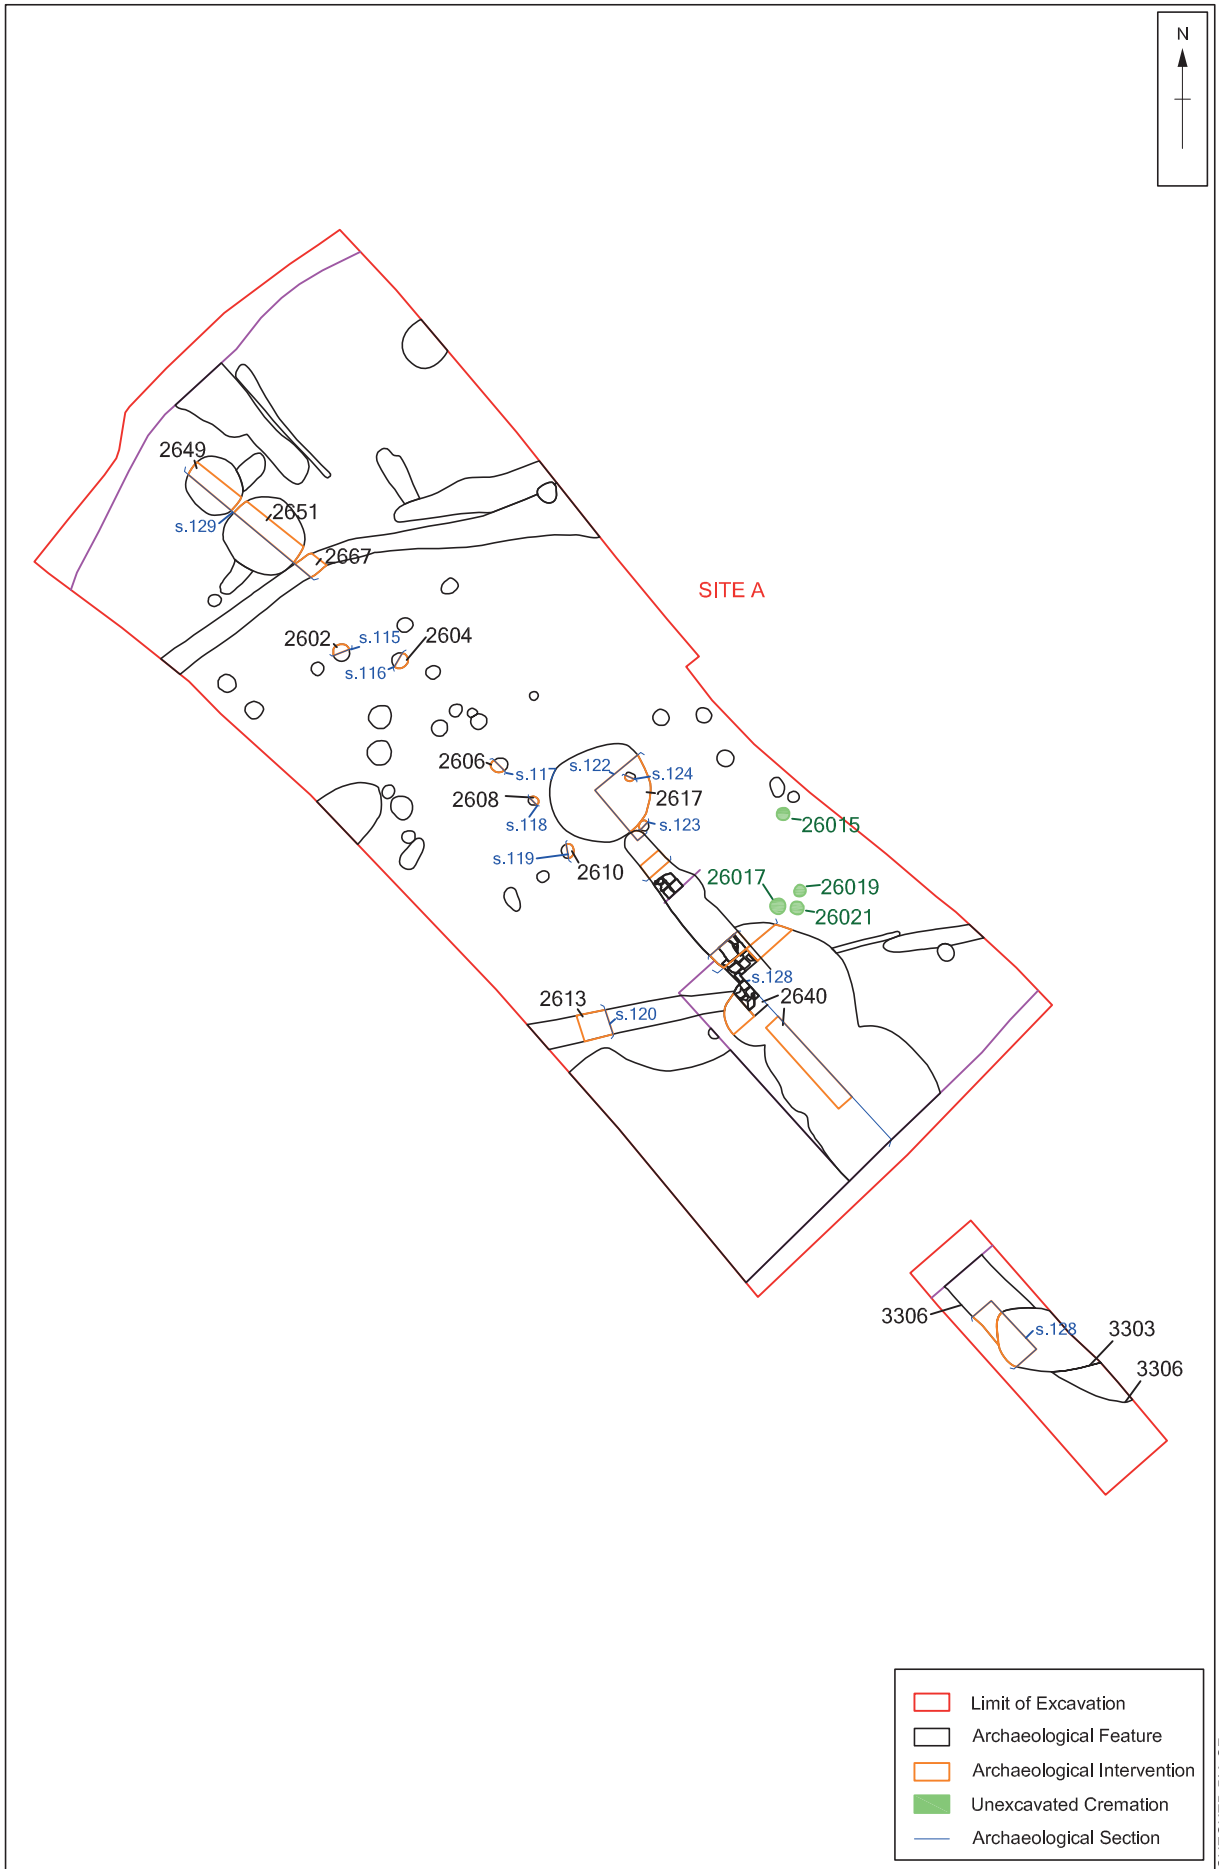 N
2649
2651
s.129
2667
SITE A
2602
s.115
2604
s.116
2606
s.117
s.122
s.124
2608
2617
s.118
s.123
26015
s.119
2610
26017
26019
26021
s.128
2613
2640
s.120
3306
s.128
3303
3306
Limit of Excavation
Archaeological Feature
Archaeological Intervention
Unexcavated Cremation
Archaeological Section